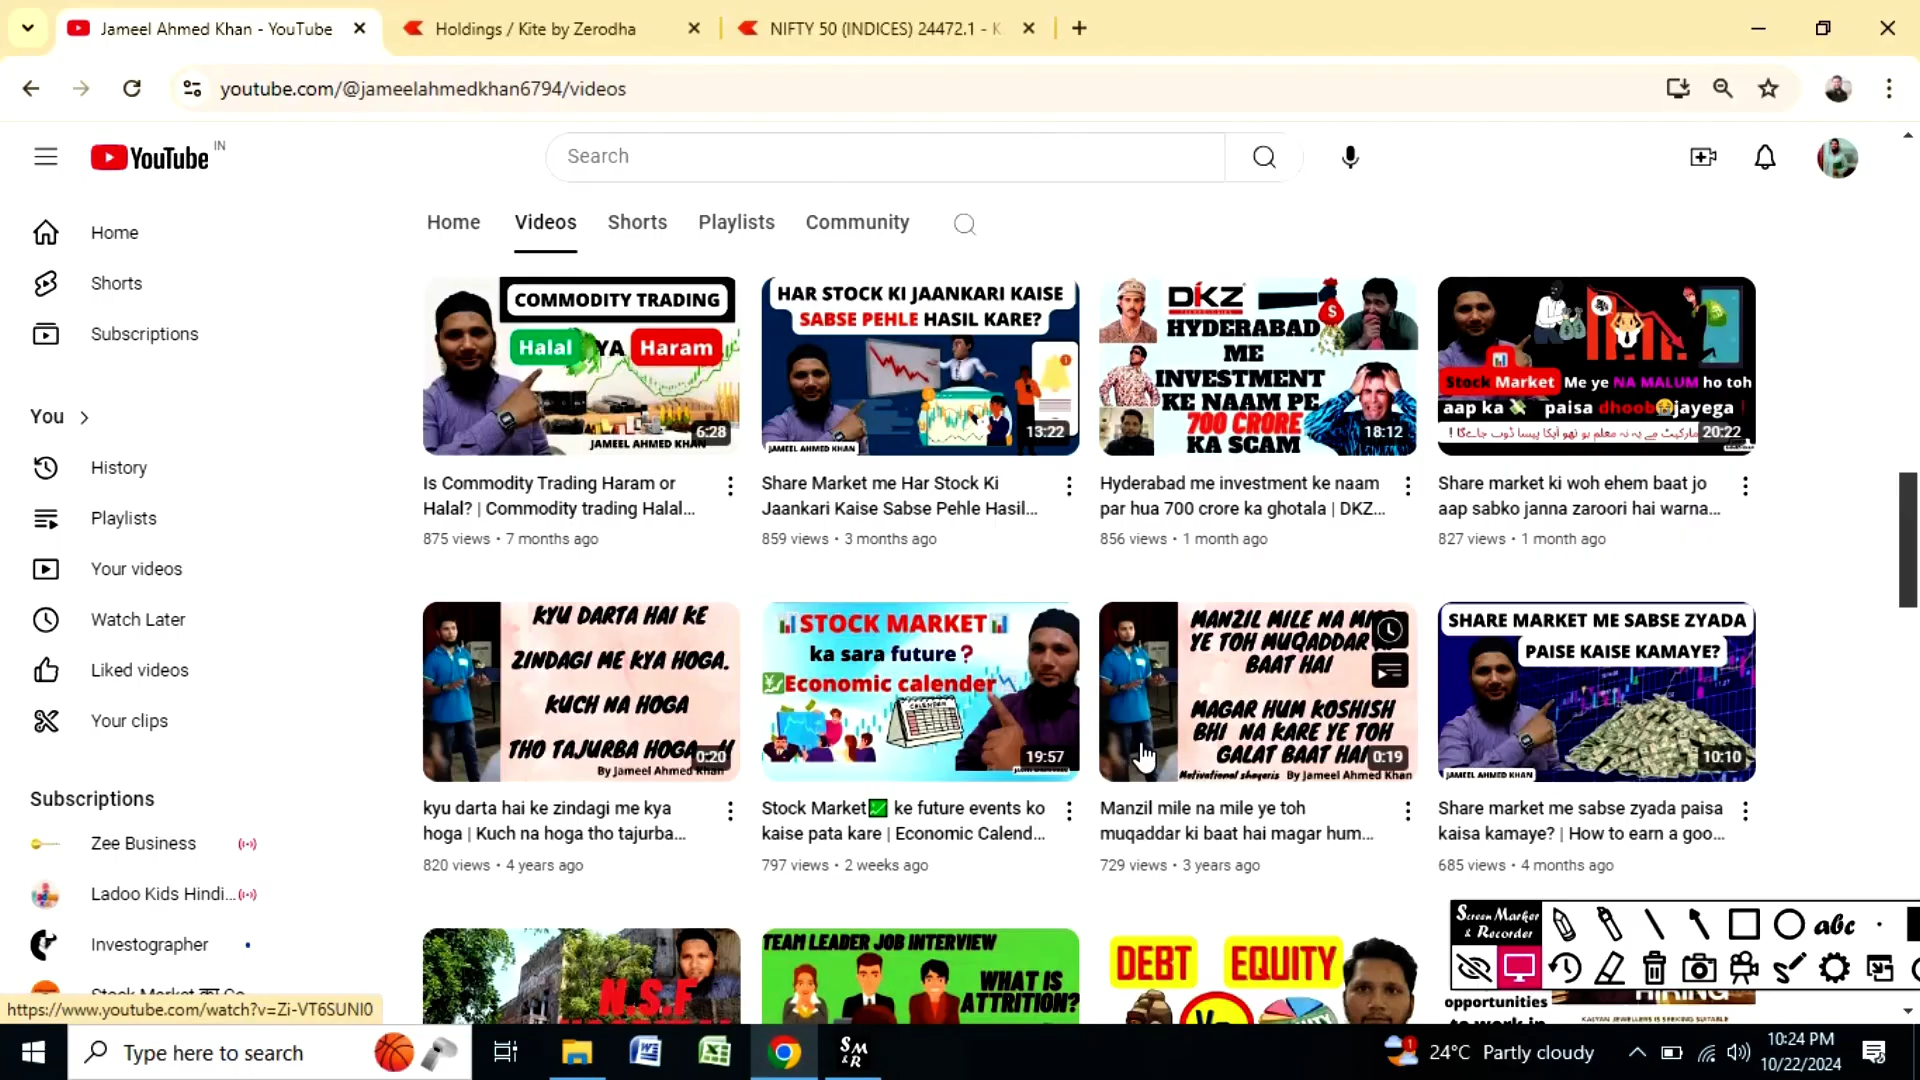 Jameel Ahmed Khan - YouTube
Holdings / Kite by Zerodha
NIFTY 50 (INDICES) 24472.1 - K
youtube.com/@jameelahmedkhan6794/videos
YouTube IN
Search
Home
Shorts
Subscriptions
You
History
Playlists
Your videos
Watch Later
Liked videos
Your clips
Subscriptions
Zee Business
Ladoo Kids Hindi...
Investographer
https://www.youtube.com/watch?v=Zi-VT6SUNI0
Home Videos Shorts Playlists Community
COMMODITY TRADING
Halal YA Haram
JAMEEL AHMED KHAN
6:28
Is Commodity Trading Haram or
Halal? | Commodity trading Halal...
875 views • 7 months ago
HAR STOCK KI JAANKARI KAISE
SABSE PEHLE HASIL KARE?
JAMEEL AHMED KHAN
13:22
Share Market me Har Stock Ki
Jaankari Kaise Sabse Pehle Hasil...
859 views • 3 months ago
DKZ
HYDERABAD
ME
INVESTMENT
KE NAAM PE
700 CRORE
KA SCAM
18:12
Hyderabad me investment ke naam
par hua 700 crore ka ghotala | DKZ...
856 views • 1 month ago
Stock Market Me ye NA MALUM ho toh
aap ka paisa dhoob jayega !
20:22
Share market ki woh ehem baat jo
aap sabko janna zaroori hai warna...
827 views • 1 month ago
KYU DARTA HAI KE
ZINDAGI ME KYA HOGA.
KUCH NA HOGA
THO TAJURBA HOGA
By Jameel Ahmed Khan
0:20
kyu darta hai ke zindagi me kya
hoga | Kuch na hoga tho tajurba...
820 views • 4 years ago
STOCK MARKET
ka sara future?
Economic calender
CALENDAR
19:57
Stock Market ke future events ko
kaise pata kare | Economic Calend...
797 views • 2 weeks ago
MANZIL MILE NA
YE TOH MUQADDAR
BAAT HAI
MAGAR HUM KOSHISH
BHI NA KARE YE TOH
GALAT BAAT HAI
Motivational shayeris By Jameel Ahmed Khan
0:19
Manzil mile na mile ye toh
muqaddar ki baat hai magar hum...
729 views • 3 years ago
SHARE MARKET ME SABSE ZYADA
PAISE KAISE KAMAYE?
JAMEEL AHMED KHAN
10:10
Share market me sabse zyada paisa
kaisa kamaye? | How to earn a goo...
685 views • 4 months ago
N.S.F
TEAM LEADER JOB INTERVIEW
WHAT IS
ATTRITION?
DEBT EQUITY
Screen Marker
& Recorder
abc
opportunities
to work in
HIRING
KALYAN JEWELLERS IS SEEKING SUITABLE
Type here to search
SM
&R
24°C Partly cloudy
10:24 PM
10/22/2024